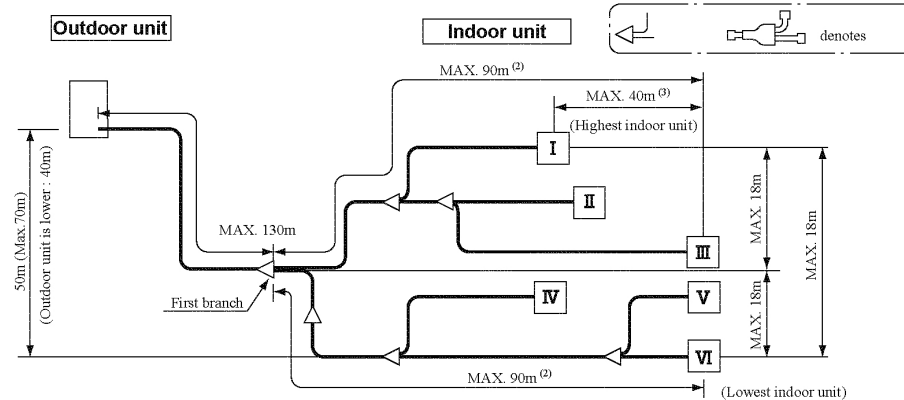 Outdoor unit
Indoor unit
denotes
MAX. 90m (2)
MAX. 40m (3)
(Highest indoor unit)
I
II
III
MAX. 130m
First branch
50m (Max.70m)
(Outdoor unit is lower : 40m)
MAX. 18m
MAX. 18m
MAX. 18m
IV
V
VI
MAX. 90m (2)
(Lowest indoor unit)